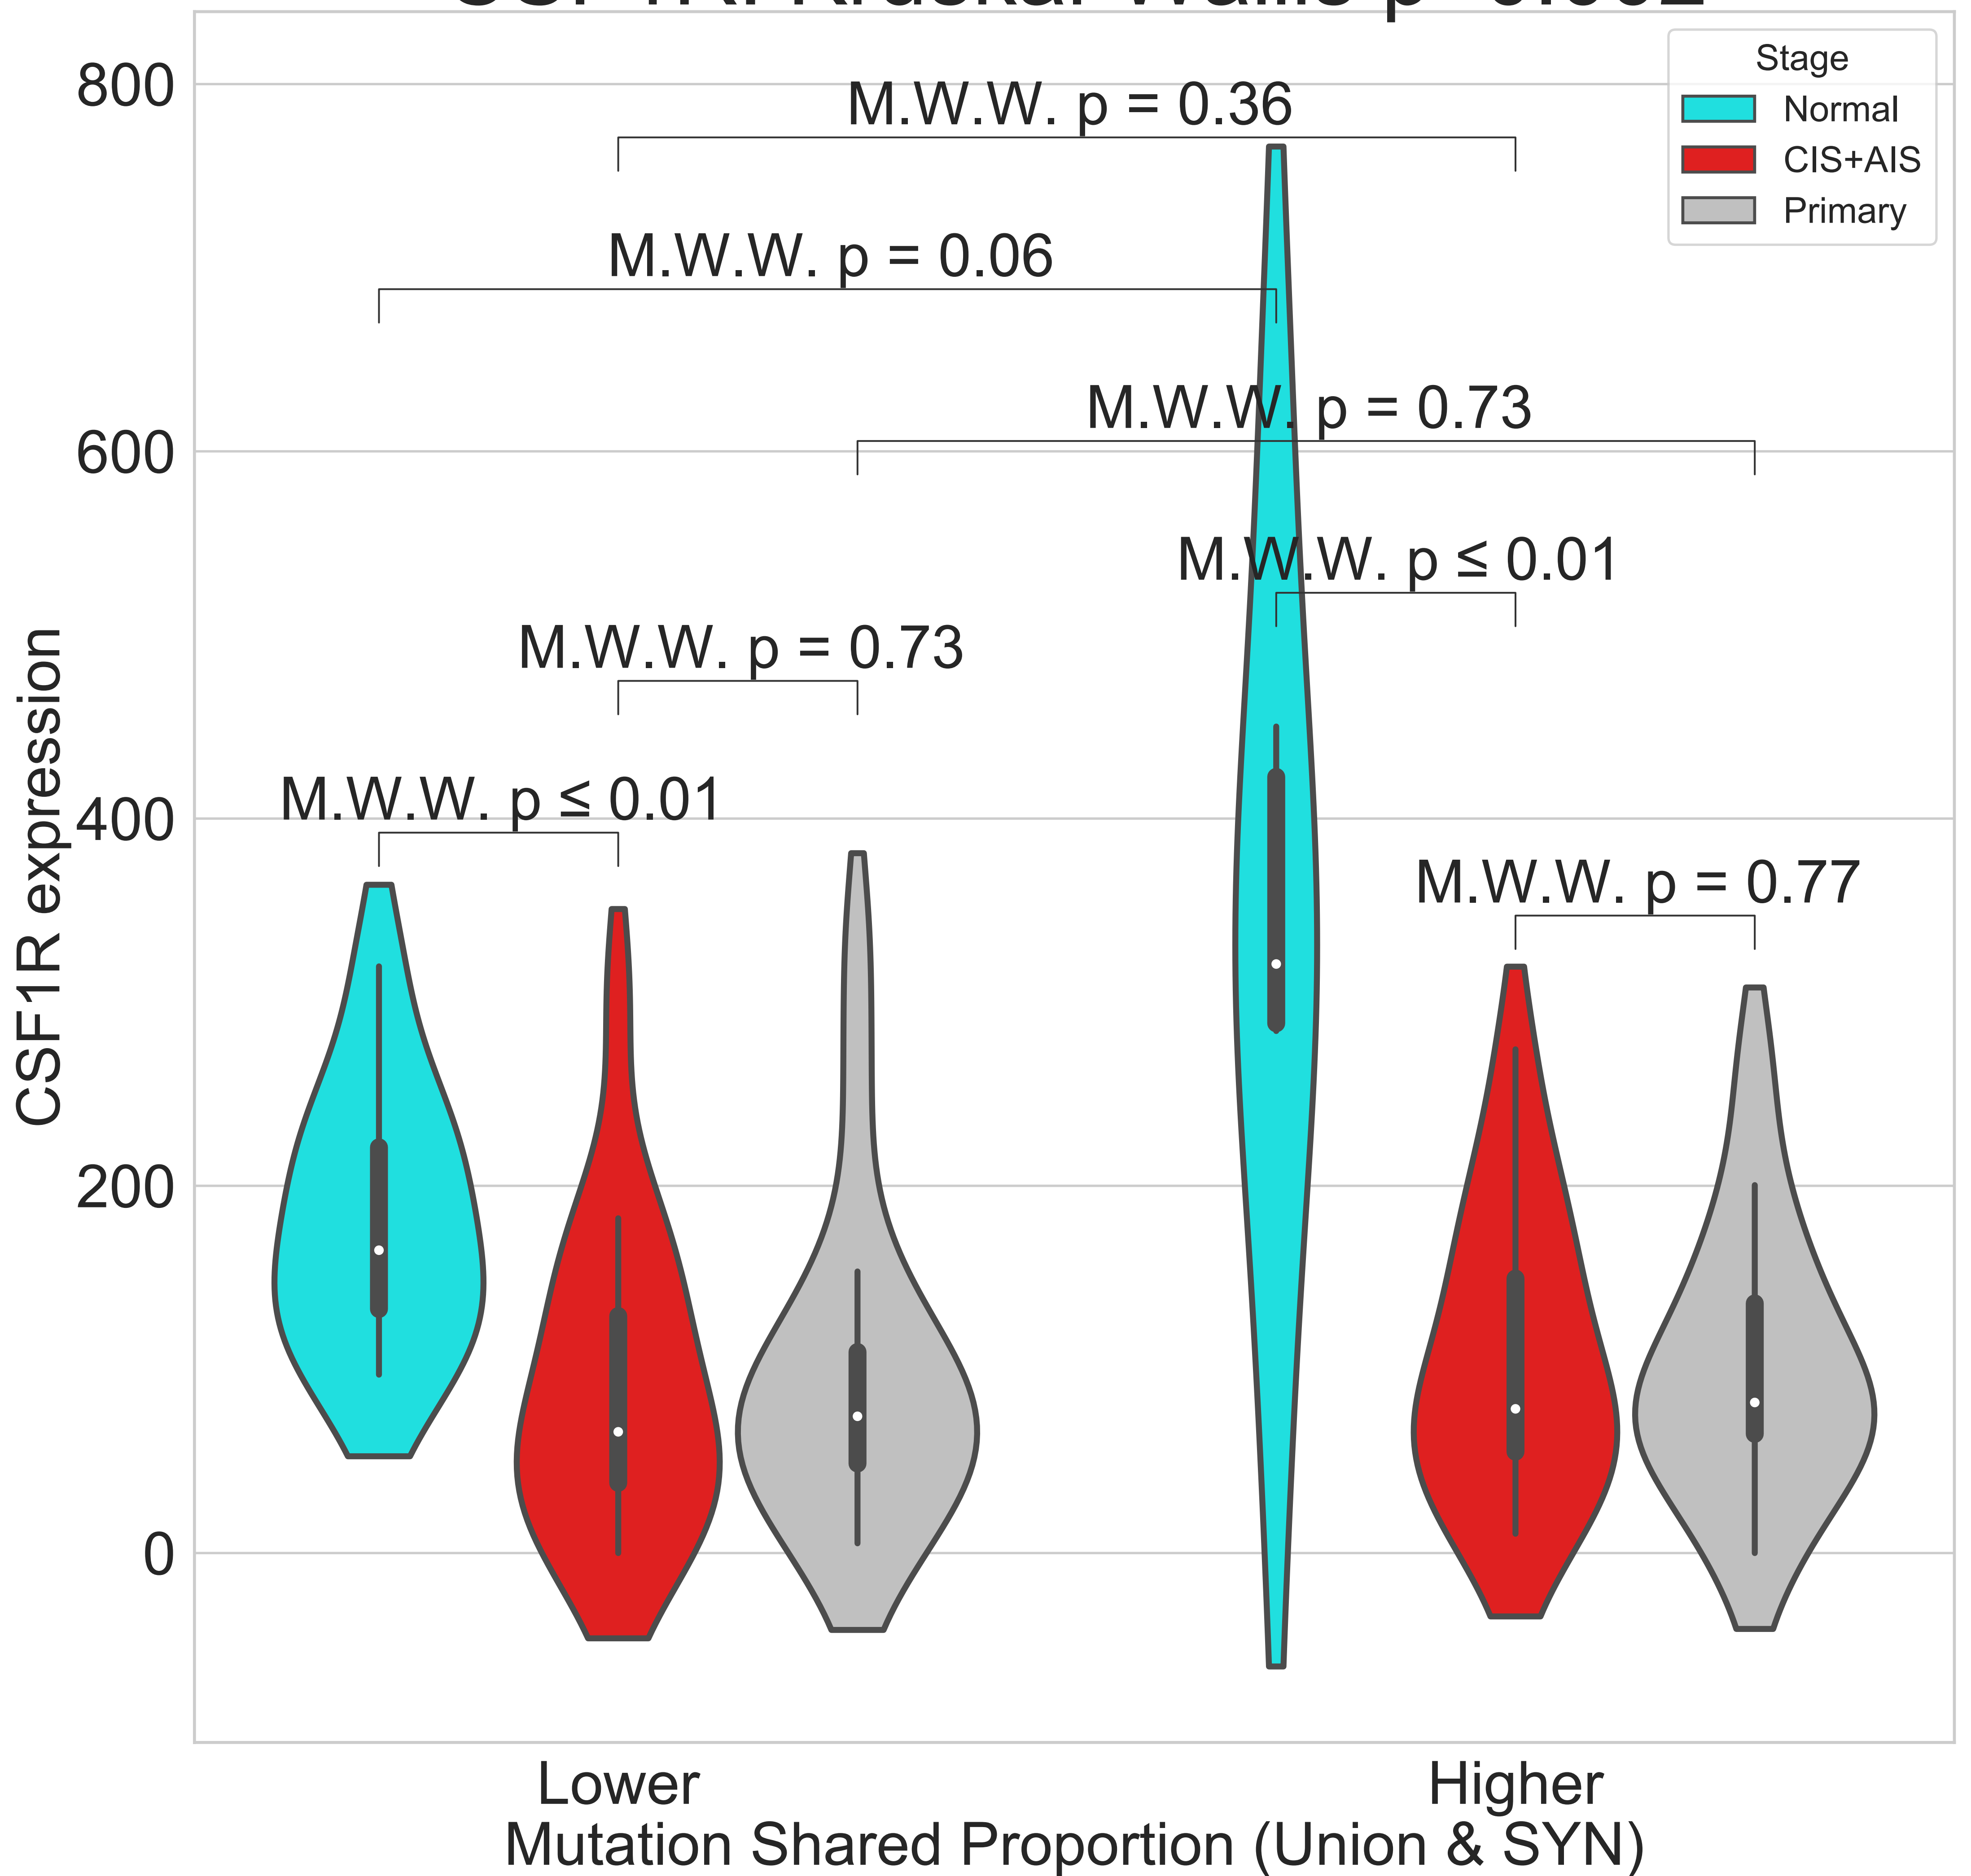 800
600
400
200
0
CSF1R expression
Stage
Normal
CIS+AIS
Primary
M.W.W. p = 0.36
M.W.W. p = 0.06
M.W.W. p = 0.73
M.W.W. p ≤ 0.01
M.W.W. p = 0.73
M.W.W. p ≤ 0.01
M.W.W. p = 0.77
Lower
Higher
Mutation Shared Proportion (Union & SYN)